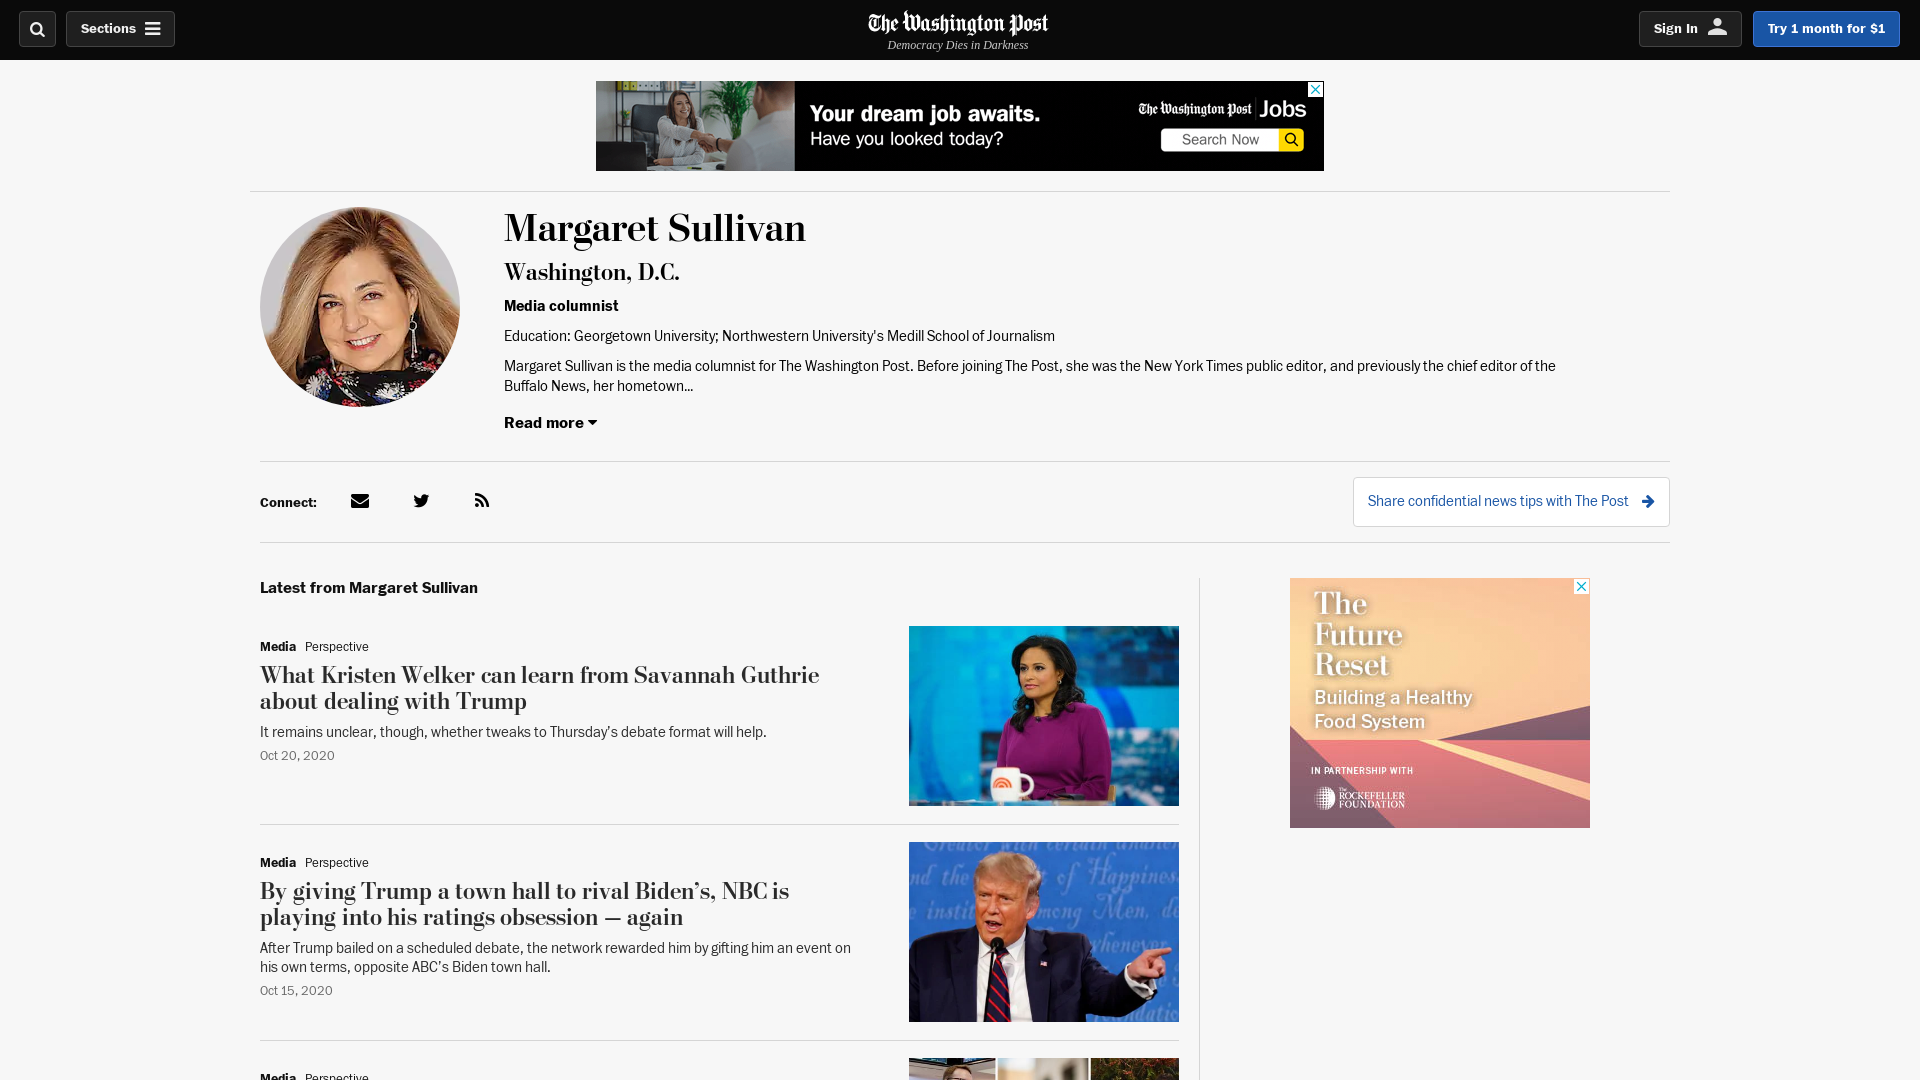 Sections
The Washington Post
Democracy Dies in Darkness
Sign In
Try 1 month for $1
Your dream job awaits.
Have you looked today?
The Washington Post Jobs
Search Now
Margaret Sullivan
Washington, D.C.
Media columnist
Education: Georgetown University; Northwestern University's Medill School of Journalism
Margaret Sullivan is the media columnist for The Washington Post. Before joining The Post, she was the New York Times public editor, and previously the chief editor of the
Buffalo News, her hometown...
Read more
Connect:
Share confidential news tips with The Post
Latest from Margaret Sullivan
Media Perspective
What Kristen Welker can learn from Savannah Guthrie
about dealing with Trump
It remains unclear, though, whether tweaks to Thursday’s debate format will help.
Oct 20, 2020
The
Future
Reset
Building a Healthy
Food System
IN PARTNERSHIP WITH
The
ROCKEFELLER
FOUNDATION
Media Perspective
By giving Trump a town hall to rival Biden’s, NBC is
playing into his ratings obsession — again
After Trump bailed on a scheduled debate, the network rewarded him by gifting him an event on
his own terms, opposite ABC’s Biden town hall.
Oct 15, 2020
Media Perspective